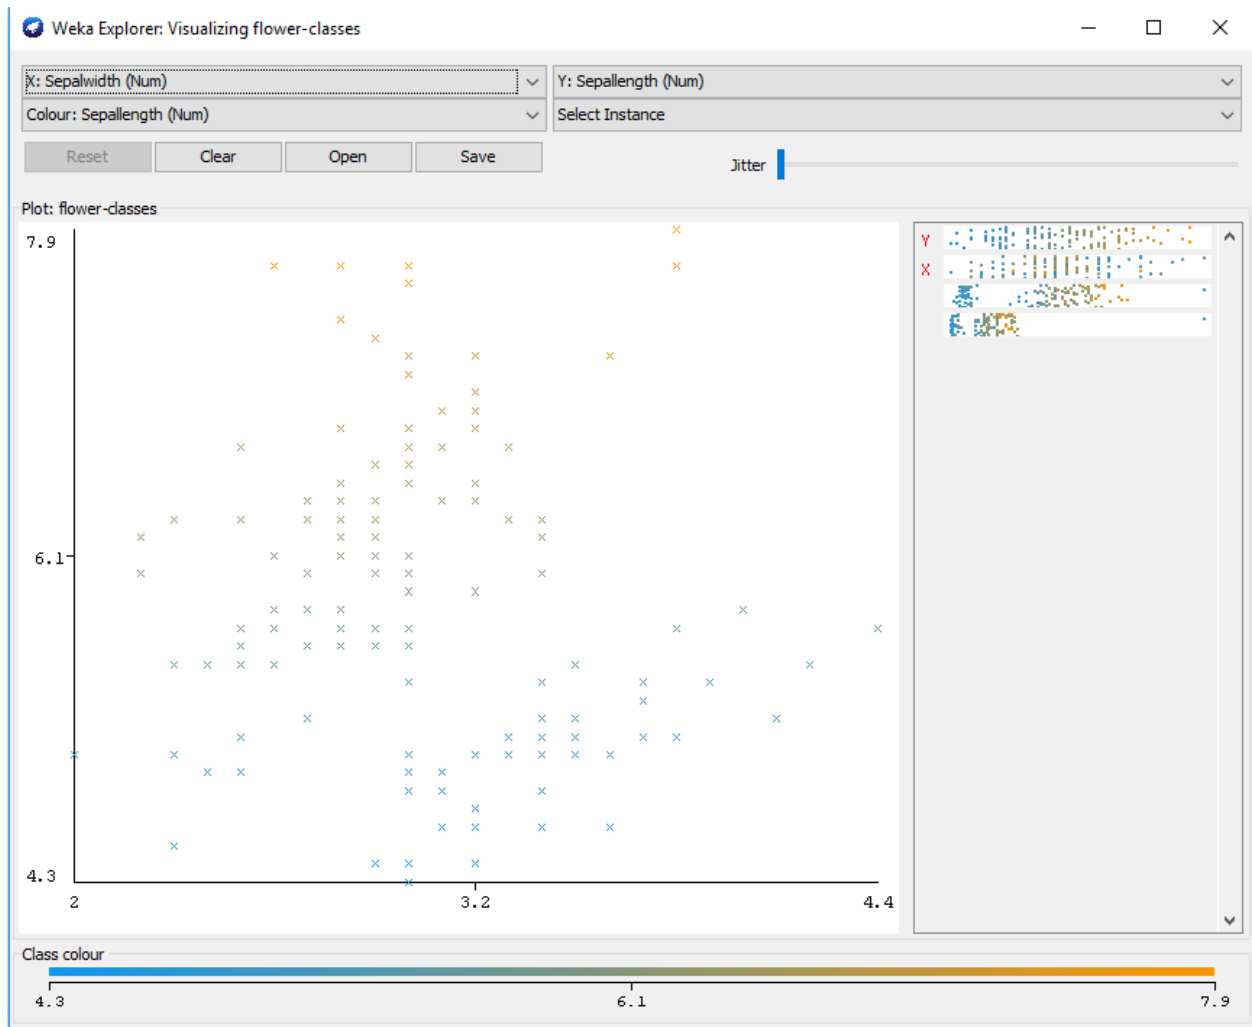 Weka Explorer: Visualizing flower-classes
X: Sepalwidth (Num) Y: Sepallength (Num)
Colour: Sepallength (Num) Select Instance
Reset Clear Open Save Jitter
Plot: flower-classes
7.9
6.1
4.3
2 3.2 4.4
Y
X
Class colour
4.3 6.1 7.9